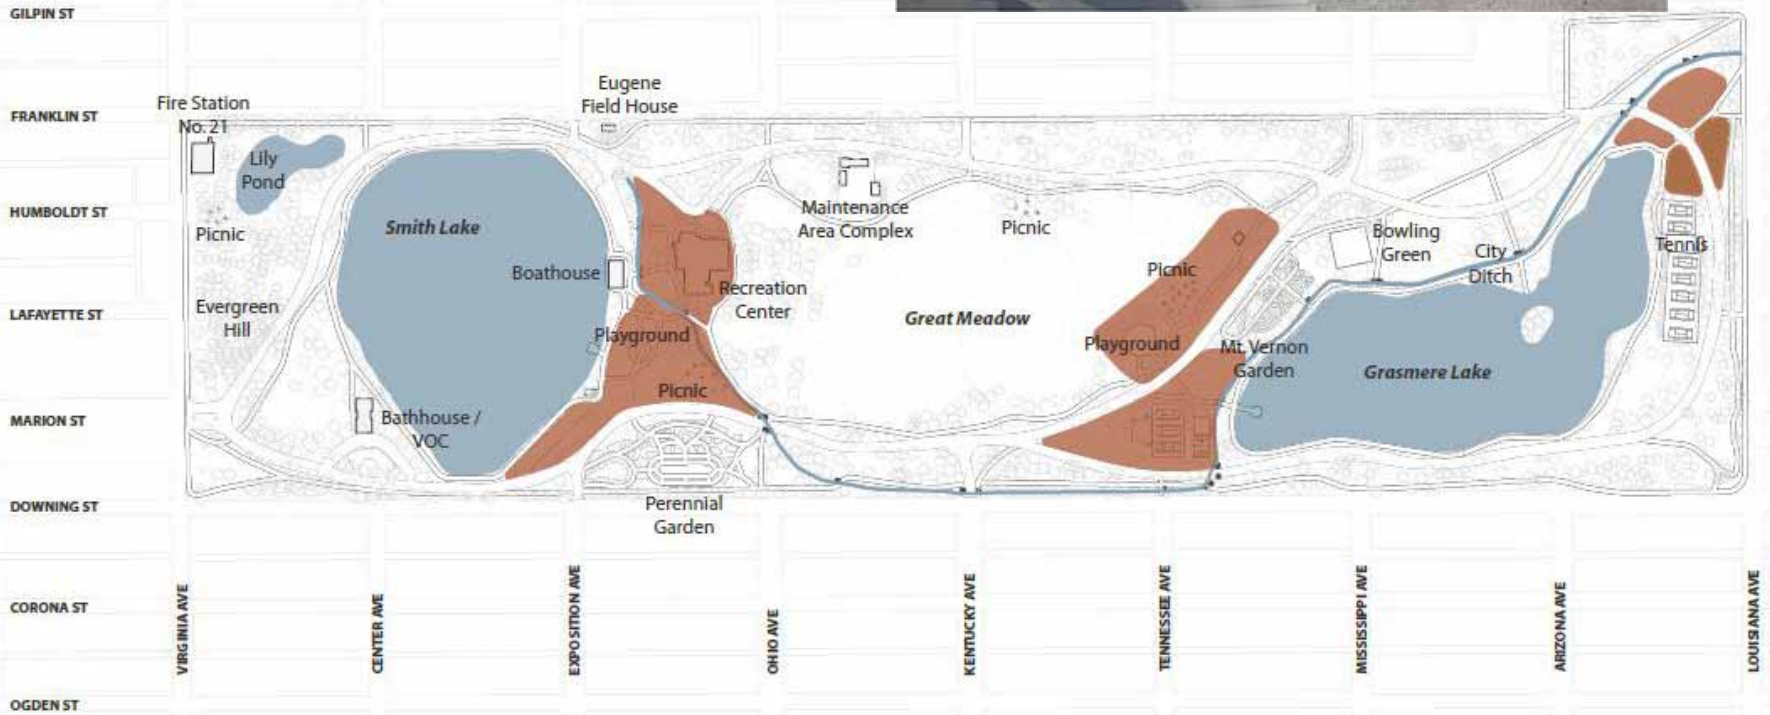 GILPIN ST
FRANKLIN ST
HUMBOLDT ST
LAFAYETTE ST
MARION ST
DOWNING ST
CORONA ST
OGDEN ST
Fire Station
No. 21
Lily
Pond
Picnic
Evergreen
Hill
Smith Lake
Bathhouse /
VOC
Eugene
Field House
Boathouse
Recreation
Center
Playground
Picnic
Perennial
Garden
Maintenance
Area Complex
Picnic
Great Meadow
Picnic
Playground
Mt. Vernon
Garden
Bowling
Green
City
Ditch
Grasmere Lake
Tennis
VIRGINIA AVE
CENTER AVE
EXPOSITION AVE
OHIO AVE
KENTUCKY AVE
TENNESSEE AVE
MISSISSIPPI AVE
ARIZONA AVE
LOUISIANA AVE